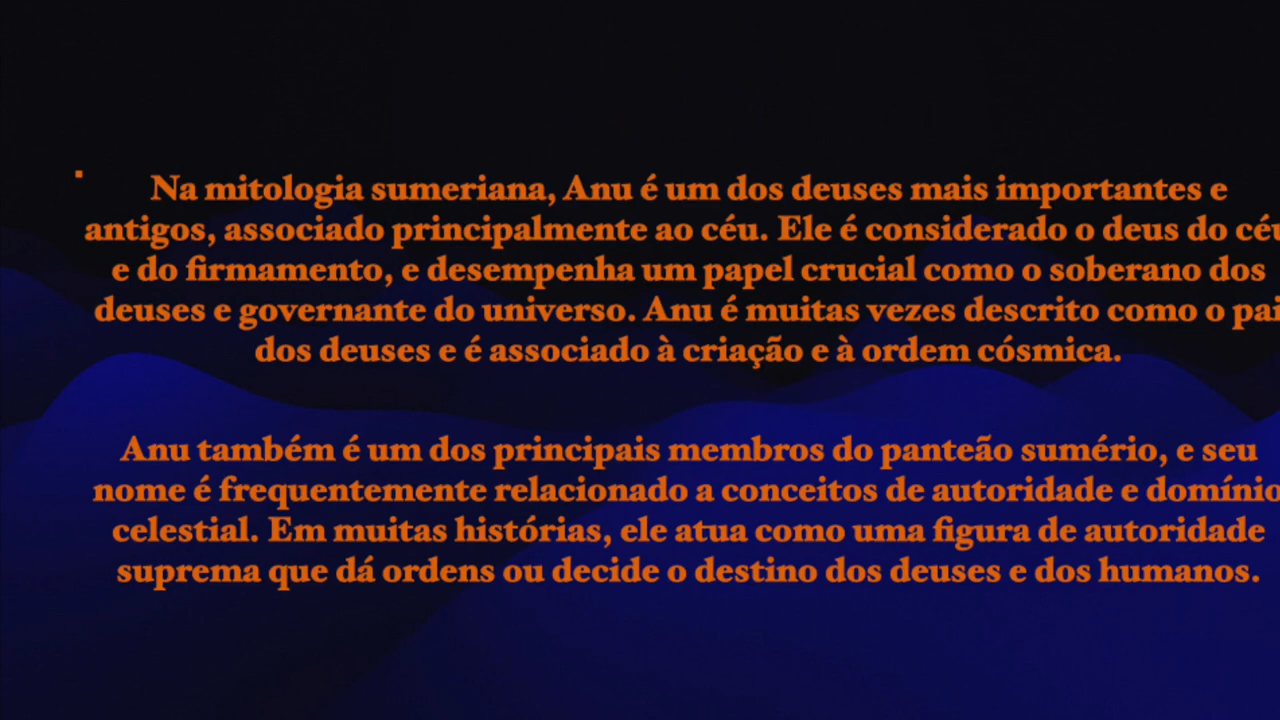 Na mitologia sumeriana, Anu é um dos deuses mais importantes e
antigos, associado principalmente ao céu. Ele é considerado o deus do céu
e do firmamento, e desempenha um papel crucial como o soberano dos
deuses e governante do universo. Anu é muitas vezes descrito como o pai
dos deuses e é associado à criação e à ordem cósmica.
Anu também é um dos principais membros do panteão sumério, e seu
nome é frequentemente relacionado a conceitos de autoridade e domínio
celestial. Em muitas histórias, ele atua como uma figura de autoridade
suprema que dá ordens ou decide o destino dos deuses e dos humanos.